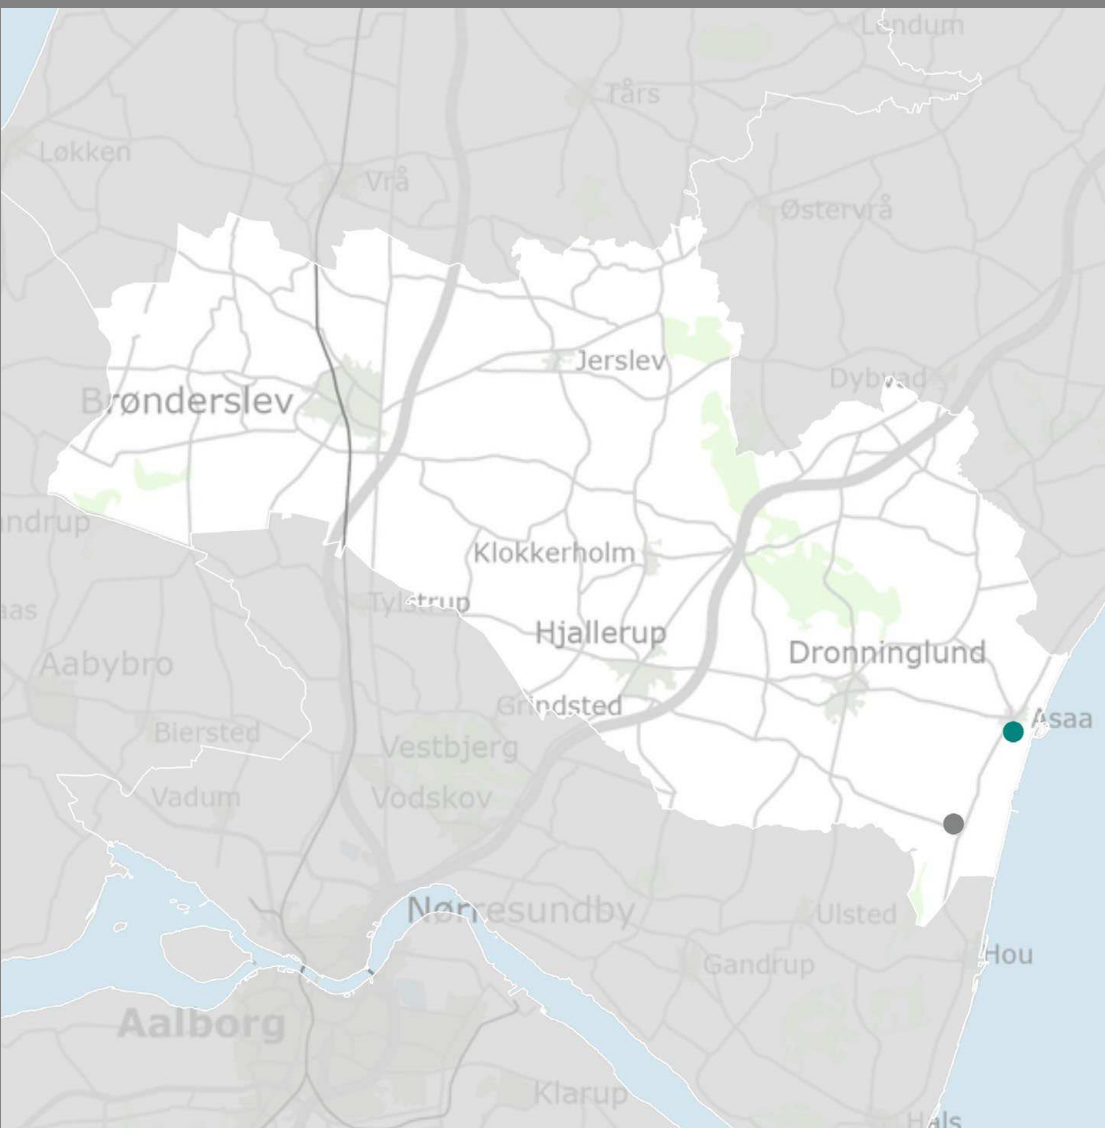 Lendum
Tårs
Løkken
Vrå
Østervrå
Jerslev
Dybvad
Brønderslev
andrup
Klokkerholm
Tylstrup
aas
Hjallerup
Aabybro
Dronninglund
Grindsted
Asaa
Biersted
Vestbjerg
Vadum
Vodskov
Nørresundby
Ulsted
Hou
Gandrup
Aalborg
Klarup
Hals